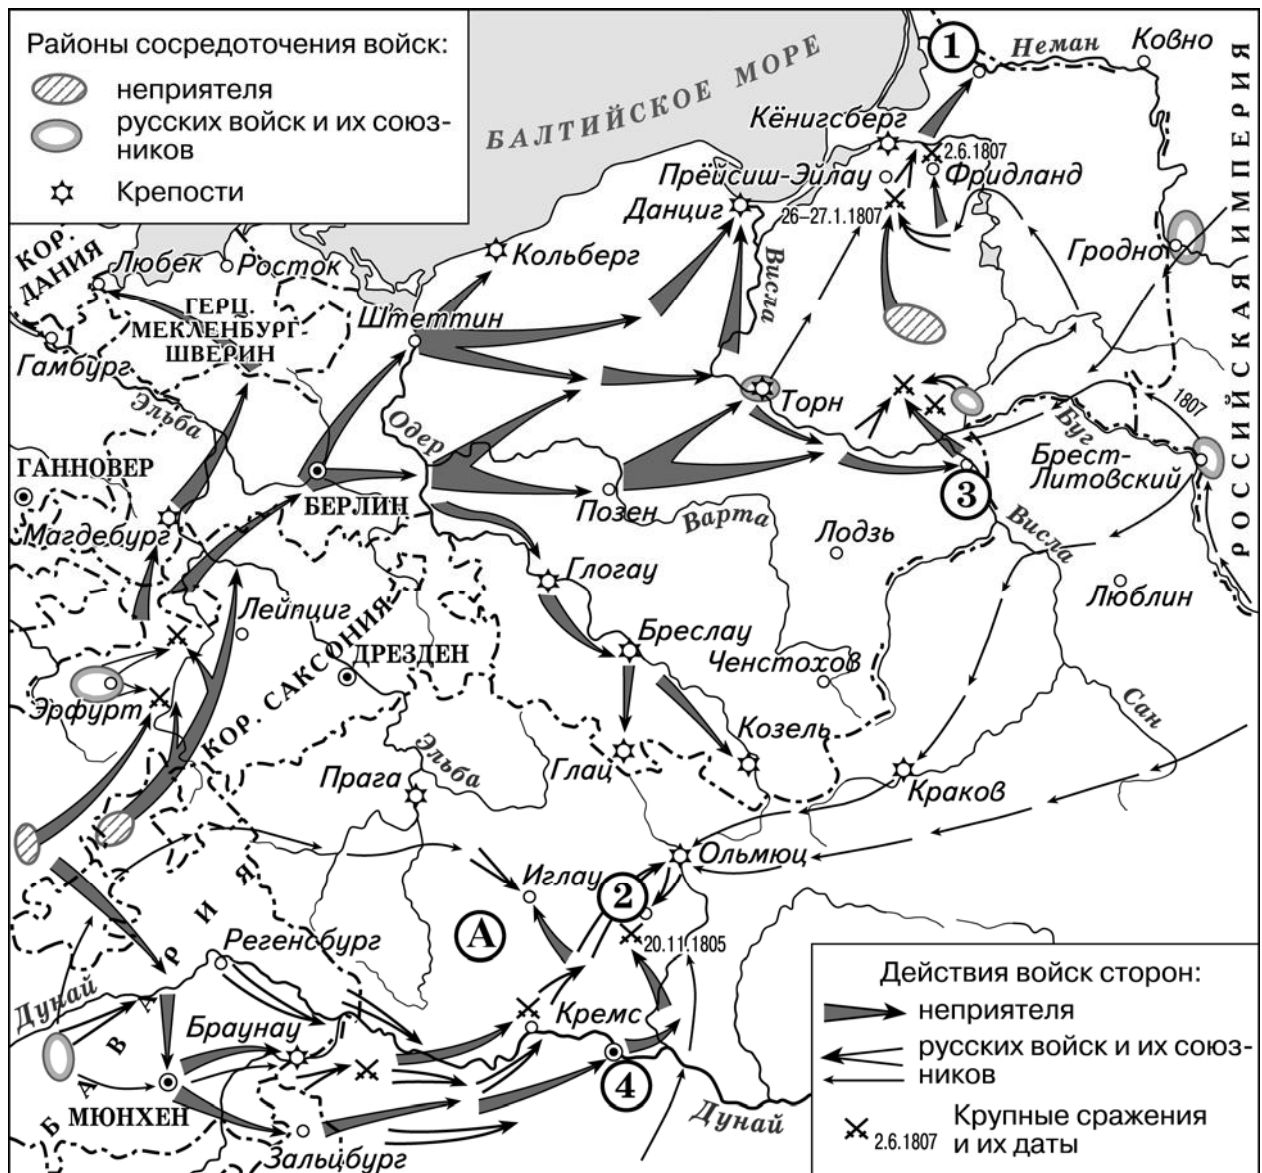 Районы сосредоточения войск:
неприятеля
русских войск и их союз-
ников
Крепости
БАЛТИЙСКОЕ МОРЕ
1
Неман
Ковно
РОССИЙСКАЯ ИМПЕРИЯ
Кёнигсберг
2.6.1807
Прёйсиш-Эйлау
Фридланд
Данциг
26–27.1.1807
Гродно
КОР.
ДАНИЯ
Любек
Росток
Кольберг
Висла
ГЕРЦ.
МЕКЛЕНБУРГ-
ШВЕРИН
Штеттин
Гамбург
Эльба
Одер
Торн
1807
Буг
Брест-
Литовский
ГАННОВЕР
БЕРЛИН
3
Магдебург
Позен
Варта
Лодзь
Висла
Глогау
Люблин
Лейпциг
Бреслау
ДРЕЗДЕН
Ченстохов
КОР. САКСОНИЯ
Эрфурт
Сан
Козель
Эльба
Глац
Прага
Краков
Ольмюц
Иглау
2
А
20.11.1805
БАВАРИЯ
Регенсбург
Дунай
Браунау
Кремс
4
МЮНХЕН
Дунай
Зальцбург
Действия войск сторон:
неприятеля
русских войск и их союз-
ников
Крупные сражения
2.6.1807 и их даты